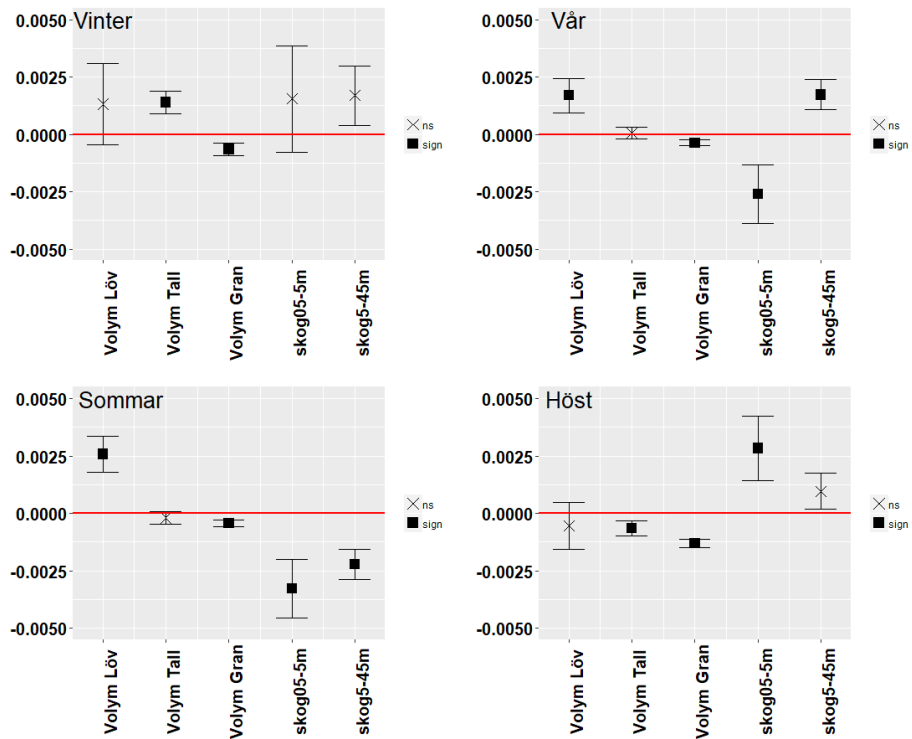 Vinter
0.0050
0.0025
0.0000
-0.0025
-0.0050
Volym Löv
Volym Tall
Volym Gran
skog05-5m
skog5-45m
ns
sign
Vår
0.0050
0.0025
0.0000
-0.0025
-0.0050
Volym Löv
Volym Tall
Volym Gran
skog05-5m
skog5-45m
ns
sign
Sommar
0.0050
0.0025
0.0000
-0.0025
-0.0050
Volym Löv
Volym Tall
Volym Gran
skog05-5m
skog5-45m
ns
sign
Höst
0.0050
0.0025
0.0000
-0.0025
-0.0050
Volym Löv
Volym Tall
Volym Gran
skog05-5m
skog5-45m
ns
sign